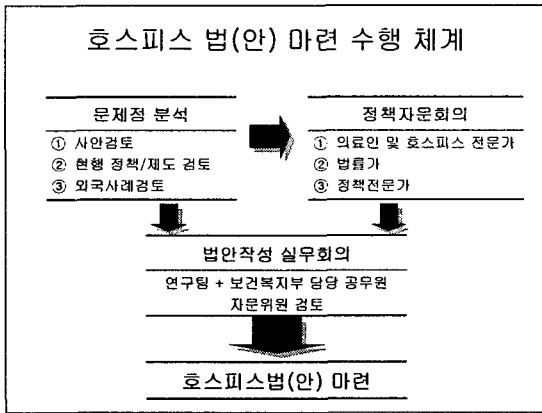 호스피스 법(안) 마련 수행 체계
문제점 분석
① 사안검토
② 현행 정책/제도 검토
③ 외국사례검토
정책자문회의
① 의료인 및 호스피스 전문가
② 법률가
③ 정책전문가
법안작성 실무회의
연구팀 + 보건복지부 담당 공무원
자문위원 검토
호스피스법(안) 마련